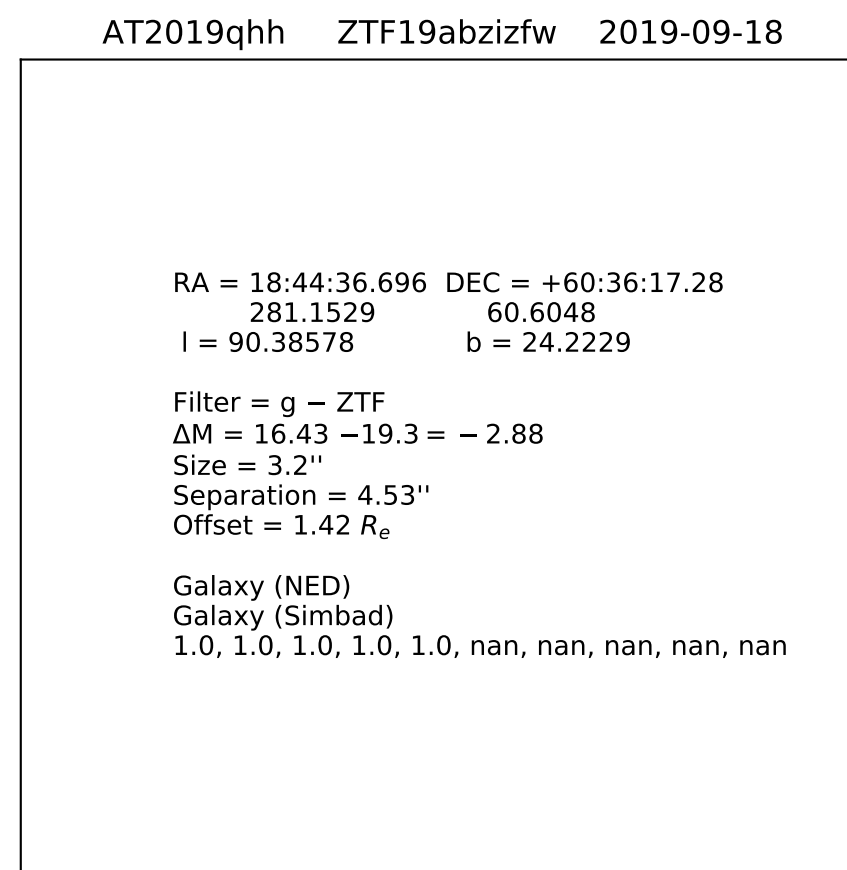 AT2019qhh ZTF19abzizfw 2019-09-18
RA = 18:44:36.696 DEC = +60:36:17.28
281.1529 60.6048
l = 90.38578 b = 24.2229
Filter = g − ZTF
ΔM = 16.43 −19.3 = − 2.88
Size = 3.2''
Separation = 4.53''
Offset = 1.42 Rₑ
Galaxy (NED)
Galaxy (Simbad)
1.0, 1.0, 1.0, 1.0, 1.0, nan, nan, nan, nan, nan